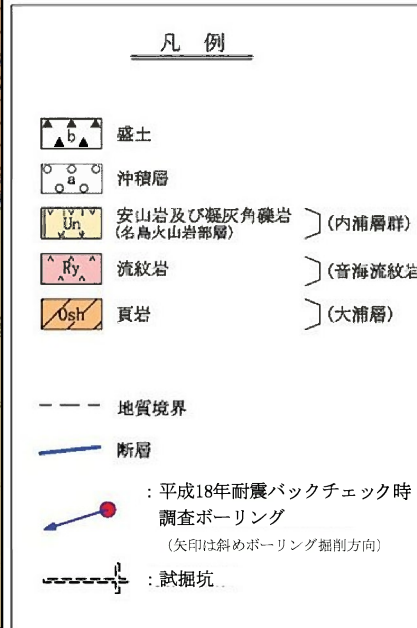 凡 例
b 盛土
a 沖積層
Un 安山岩及び凝灰角礫岩 (内浦層群)
(名島火山岩部層)
Ry 流紋岩 (音海流紋岩
Osh 頁岩 (大浦層)
地質境界
断層
：平成18年耐震バックチェック時
調査ボーリング
（矢印は斜めボーリング掘削方向）
：試掘坑